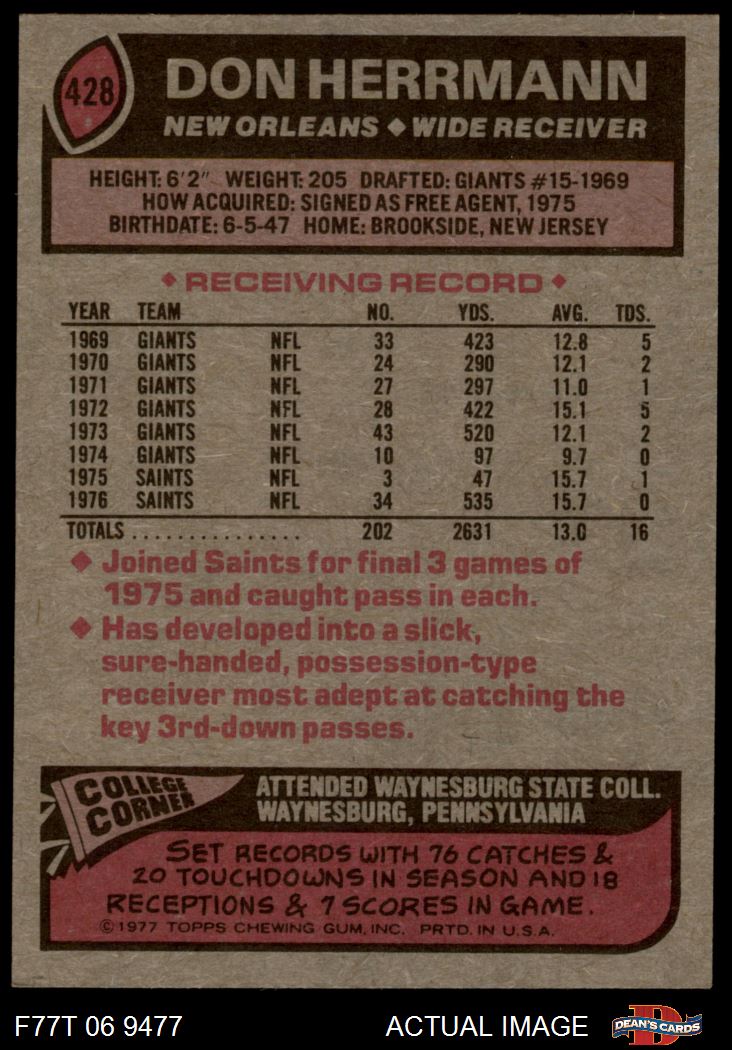 428
DON HERRMANN
NEW ORLEANS ◆ WIDE RECEIVER
HEIGHT: 6'2" WEIGHT: 205 DRAFTED: GIANTS #15-1969
HOW ACQUIRED: SIGNED AS FREE AGENT, 1975
BIRTHDATE: 6-5-47 HOME: BROOKSIDE, NEW JERSEY
◆ RECEIVING RECORD ◆
YEAR TEAM NO. YDS. AVG. TDS.
1969 GIANTS NFL 33 423 12.8 5
1970 GIANTS NFL 24 290 12.1 2
1971 GIANTS NFL 27 297 11.0 1
1972 GIANTS NFL 28 422 15.1 5
1973 GIANTS NFL 43 520 12.1 2
1974 GIANTS NFL 10 97 9.7 0
1975 SAINTS NFL 3 47 15.7 1
1976 SAINTS NFL 34 535 15.7 0
TOTALS ............... 202 2631 13.0 16
◆ Joined Saints for final 3 games of
1975 and caught pass in each.
◆ Has developed into a slick,
sure-handed, possession-type
receiver most adept at catching the
key 3rd-down passes.
COLLEGE
CORNER
ATTENDED WAYNESBURG STATE COLL.
WAYNESBURG, PENNSYLVANIA
SET RECORDS WITH 76 CATCHES &
20 TOUCHDOWNS IN SEASON AND 18
RECEPTIONS & 7 SCORES IN GAME.
©1977 TOPPS CHEWING GUM, INC. PRTD. IN U.S.A.
F77T 06 9477 ACTUAL IMAGE
D
DEAN'S CARDS